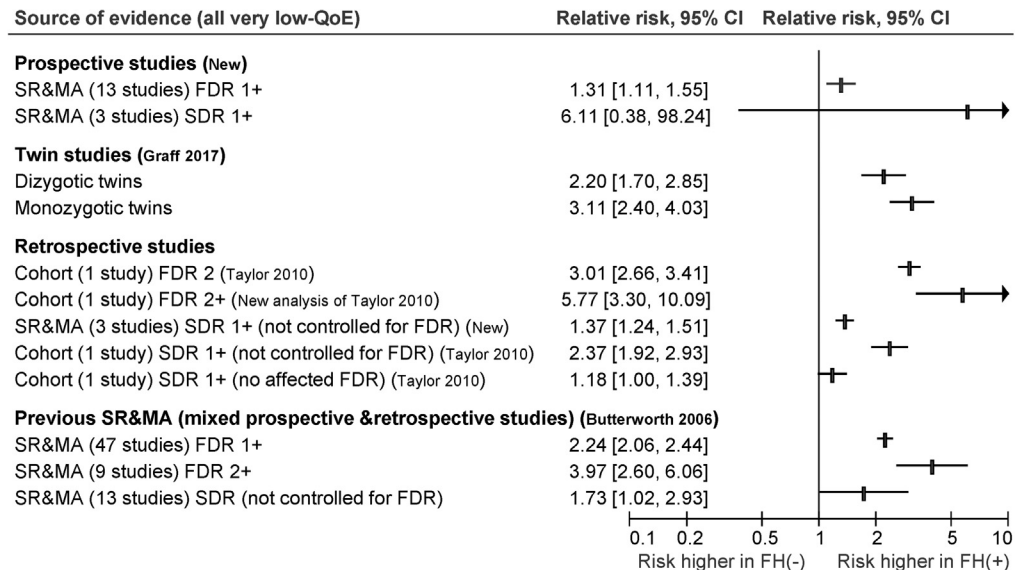 Source of evidence (all very low-QoE) Relative risk, 95% CI Relative risk, 95% CI
Prospective studies (New)
SR&MA (13 studies) FDR 1+ 1.31 [1.11, 1.55]
SR&MA (3 studies) SDR 1+ 6.11 [0.38, 98.24]
Twin studies (Graff 2017)
Dizygotic twins 2.20 [1.70, 2.85]
Monozygotic twins 3.11 [2.40, 4.03]
Retrospective studies
Cohort (1 study) FDR 2 (Taylor 2010) 3.01 [2.66, 3.41]
Cohort (1 study) FDR 2+ (New analysis of Taylor 2010) 5.77 [3.30, 10.09]
SR&MA (3 studies) SDR 1+ (not controlled for FDR) (New) 1.37 [1.24, 1.51]
Cohort (1 study) SDR 1+ (not controlled for FDR) (Taylor 2010) 2.37 [1.92, 2.93]
Cohort (1 study) SDR 1+ (no affected FDR) (Taylor 2010) 1.18 [1.00, 1.39]
Previous SR&MA (mixed prospective &retrospective studies) (Butterworth 2006)
SR&MA (47 studies) FDR 1+ 2.24 [2.06, 2.44]
SR&MA (9 studies) FDR 2+ 3.97 [2.60, 6.06]
SR&MA (13 studies) SDR (not controlled for FDR) 1.73 [1.02, 2.93]
0.1 0.2 0.5 1 2 5 10
Risk higher in FH(-) Risk higher in FH(+)